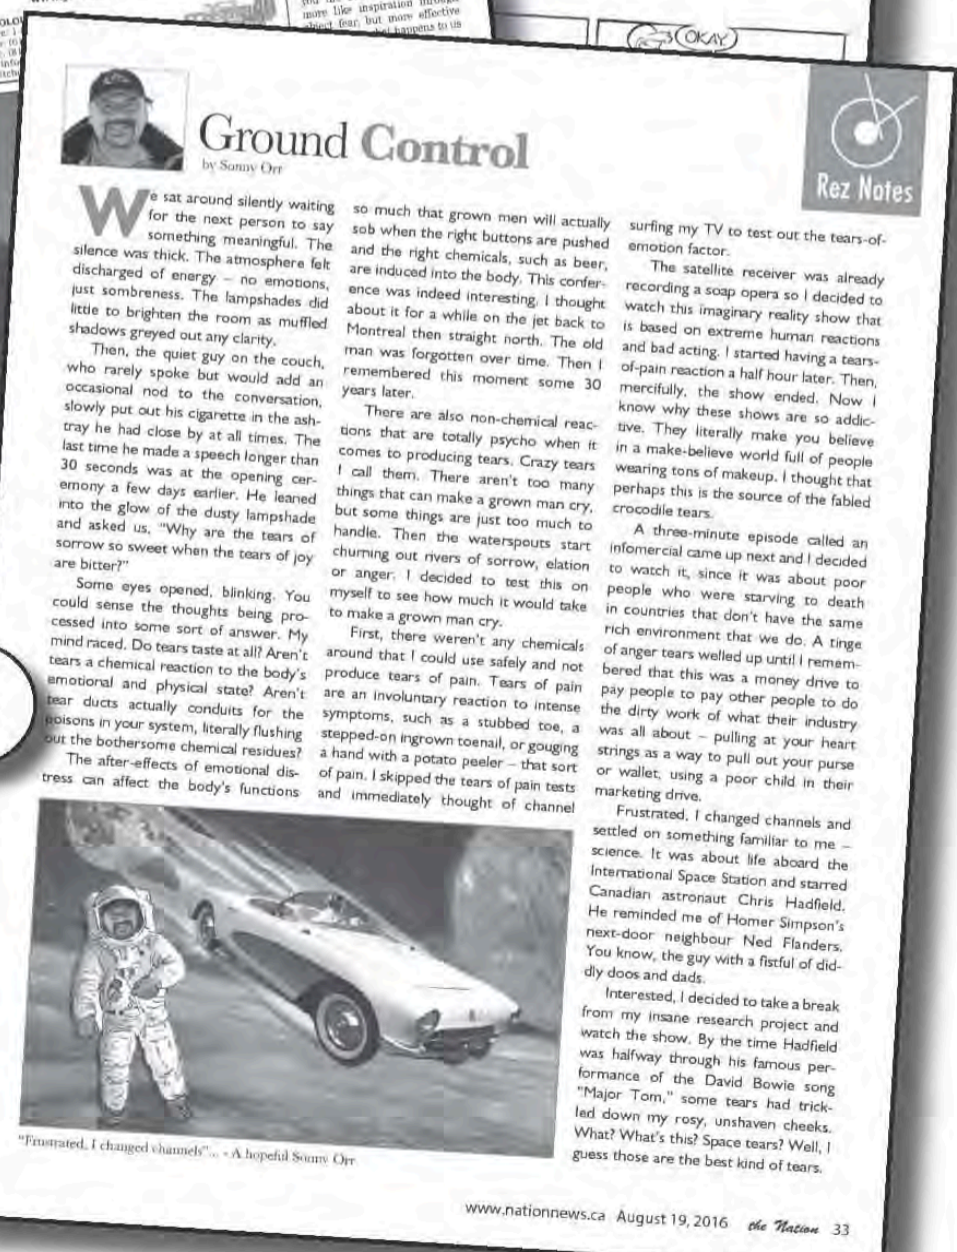 more like inspiration through
object fear, but more effective
happens to us
OKAY
Ground Control
by Sonny Orr
Rez Notes
We sat around silently waiting
for the next person to say
something meaningful. The
silence was thick. The atmosphere felt
discharged of energy – no emotions,
just sombreness. The lampshades did
little to brighten the room as muffled
shadows greyed out any clarity.
Then, the quiet guy on the couch,
who rarely spoke but would add an
occasional nod to the conversation,
slowly put out his cigarette in the ash-
tray he had close by at all times. The
last time he made a speech longer than
30 seconds was at the opening cer-
emony a few days earlier. He leaned
into the glow of the dusty lampshade
and asked us, "Why are the tears of
sorrow so sweet when the tears of joy
are bitter?"
Some eyes opened, blinking. You
could sense the thoughts being pro-
cessed into some sort of answer. My
mind raced. Do tears taste at all? Aren't
tears a chemical reaction to the body's
emotional and physical state? Aren't
tear ducts actually conduits for the
poisons in your system, literally flushing
out the bothersome chemical residues?
The after-effects of emotional dis-
tress can affect the body's functions
so much that grown men will actually
sob when the right buttons are pushed
and the right chemicals, such as beer,
are induced into the body. This confer-
ence was indeed interesting. I thought
about it for a while on the jet back to
Montreal then straight north. The old
man was forgotten over time. Then I
remembered this moment some 30
years later.
There are also non-chemical reac-
tions that are totally psycho when it
comes to producing tears. Crazy tears
I call them. There aren't too many
things that can make a grown man cry,
but some things are just too much to
handle. Then the waterspouts start
churning out rivers of sorrow, elation
or anger. I decided to test this on
myself to see how much it would take
to make a grown man cry.
First, there weren't any chemicals
around that I could use safely and not
produce tears of pain. Tears of pain
are an involuntary reaction to intense
symptoms, such as a stubbed toe, a
stepped-on ingrown toenail, or gouging
a hand with a potato peeler – that sort
of pain. I skipped the tears of pain tests
and immediately thought of channel
surfing my TV to test out the tears-of-
emotion factor.
The satellite receiver was already
recording a soap opera so I decided to
watch this imaginary reality show that
is based on extreme human reactions
and bad acting. I started having a tears-
of-pain reaction a half hour later. Then,
mercifully, the show ended. Now I
know why these shows are so addic-
tive. They literally make you believe
in a make-believe world full of people
wearing tons of makeup. I thought that
perhaps this is the source of the fabled
crocodile tears.
A three-minute episode called an
infomercial came up next and I decided
to watch it, since it was about poor
people who were starving to death
in countries that don't have the same
rich environment that we do. A tinge
of anger tears welled up until I remem-
bered that this was a money drive to
pay people to pay other people to do
the dirty work of what their industry
was all about – pulling at your heart
strings as a way to pull out your purse
or wallet, using a poor child in their
marketing drive.
Frustrated, I changed channels and
settled on something familiar to me –
science. It was about life aboard the
International Space Station and starred
Canadian astronaut Chris Hadfield.
He reminded me of Homer Simpson's
next-door neighbour Ned Flanders.
You know, the guy with a fistful of did-
dly doos and dads.
Interested, I decided to take a break
from my insane research project and
watch the show. By the time Hadfield
was halfway through his famous per-
formance of the David Bowie song
"Major Tom," some tears had trick-
led down my rosy, unshaven cheeks.
What? What's this? Space tears? Well, I
guess those are the best kind of tears.
"Frustrated, I changed channels"... - A hopeful Sonny Orr
www.nationnews.ca August 19, 2016 the Nation 33